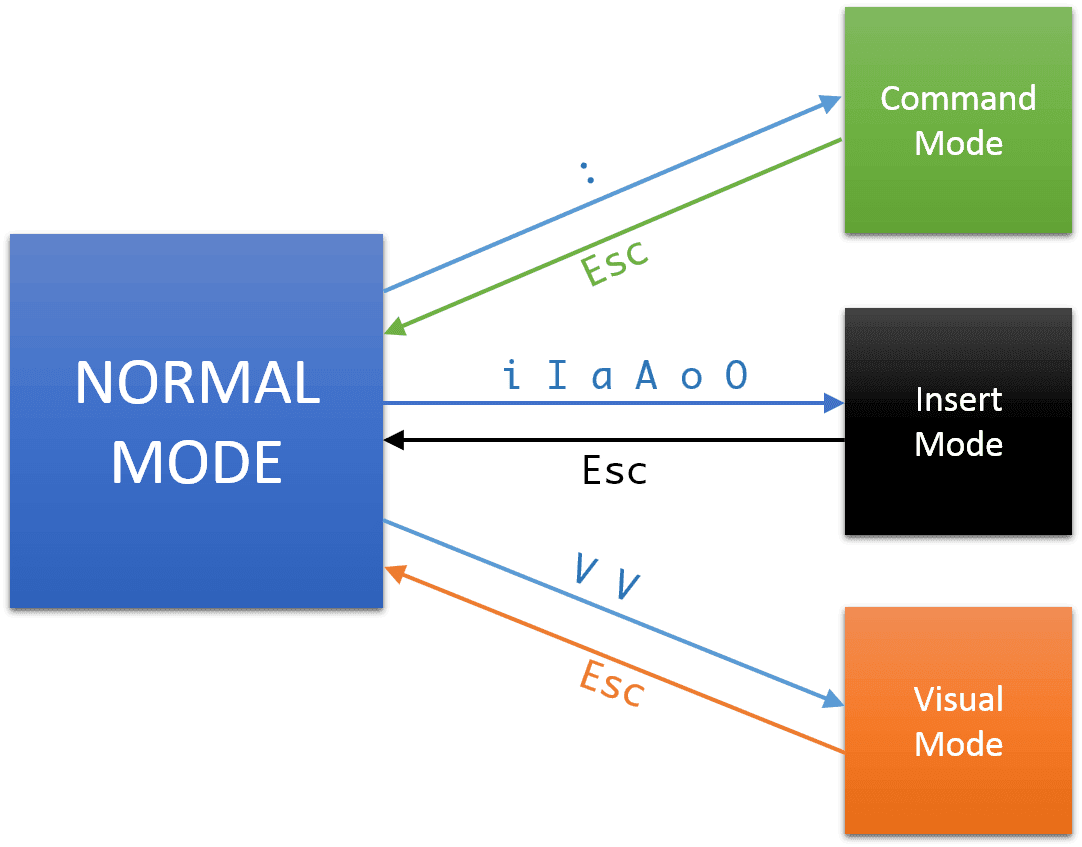 NORMAL
MODE
:
Esc
i I a A o O
Esc
V v
Esc
Command
Mode
Insert
Mode
Visual
Mode